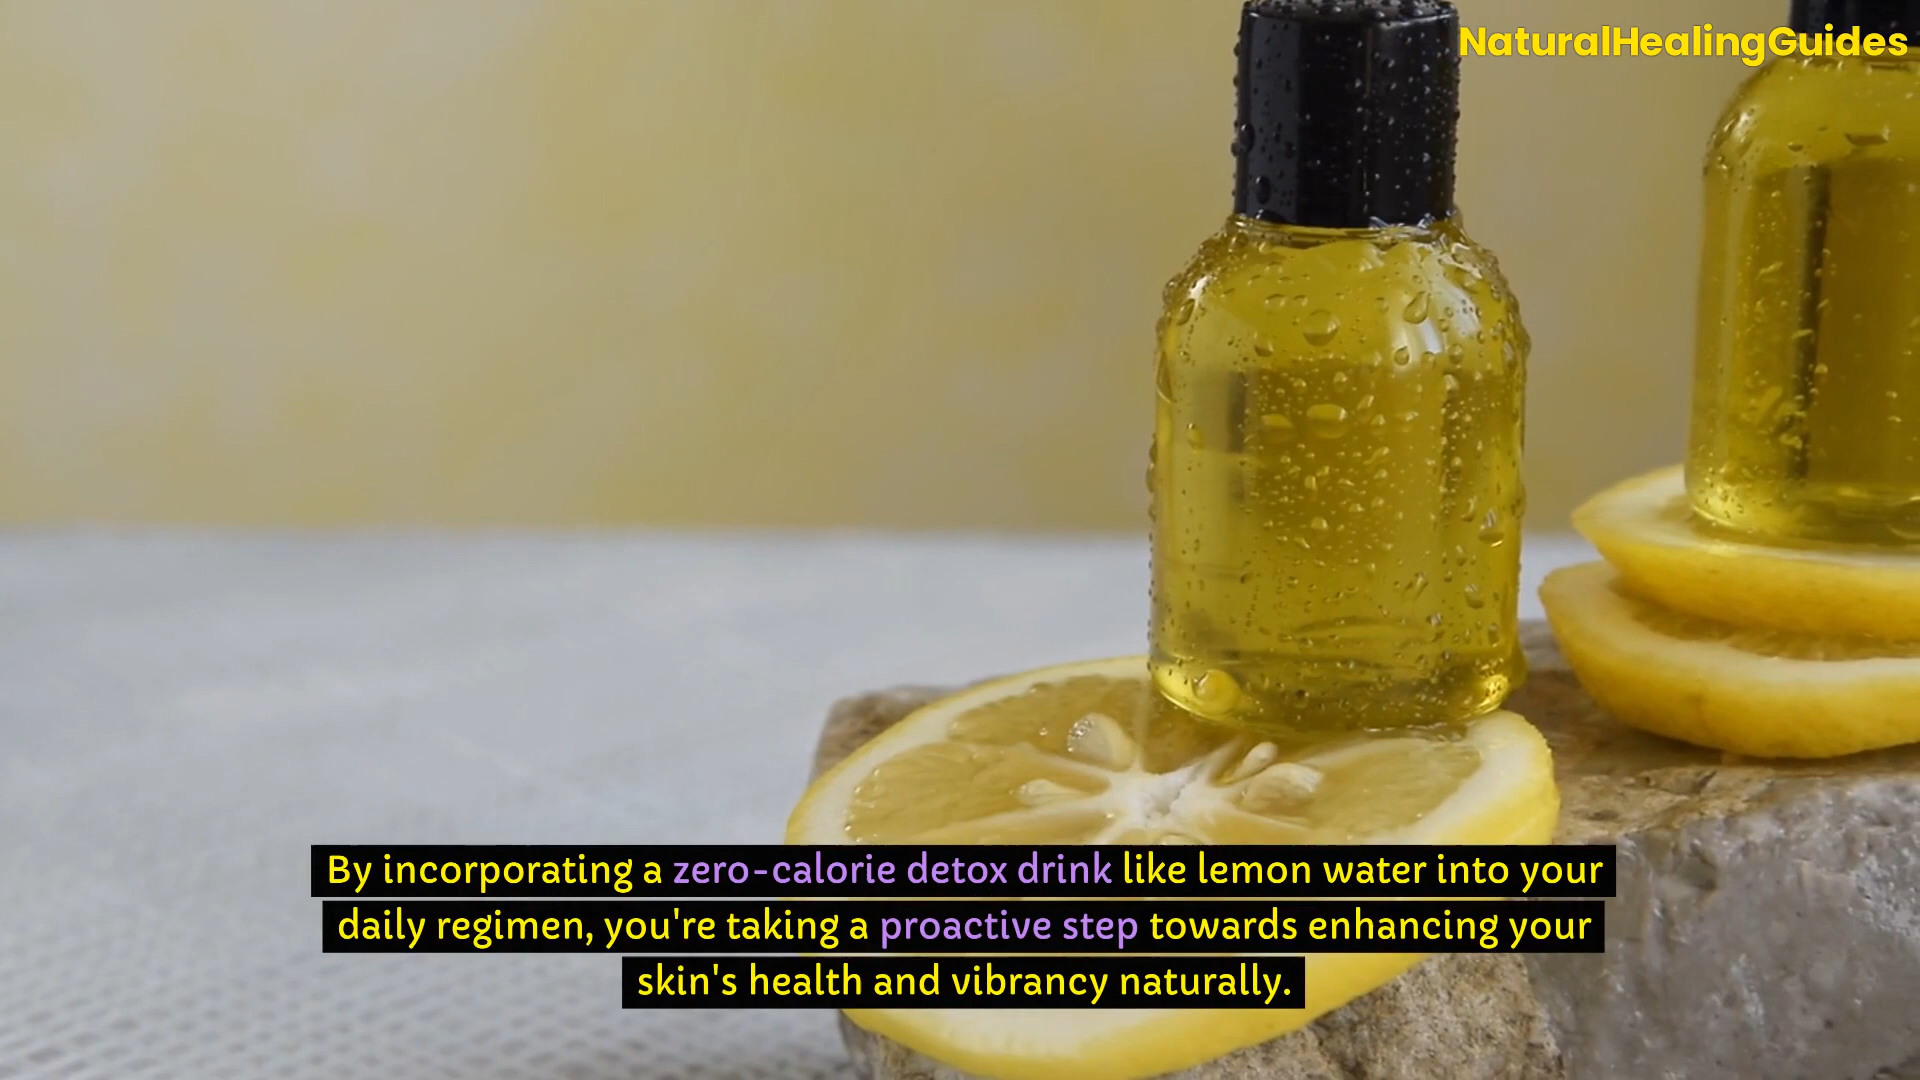 NaturalHealingGuides
By incorporating a zero-calorie detox drink like lemon water into your
daily regimen, you're taking a proactive step towards enhancing your
skin's health and vibrancy naturally.